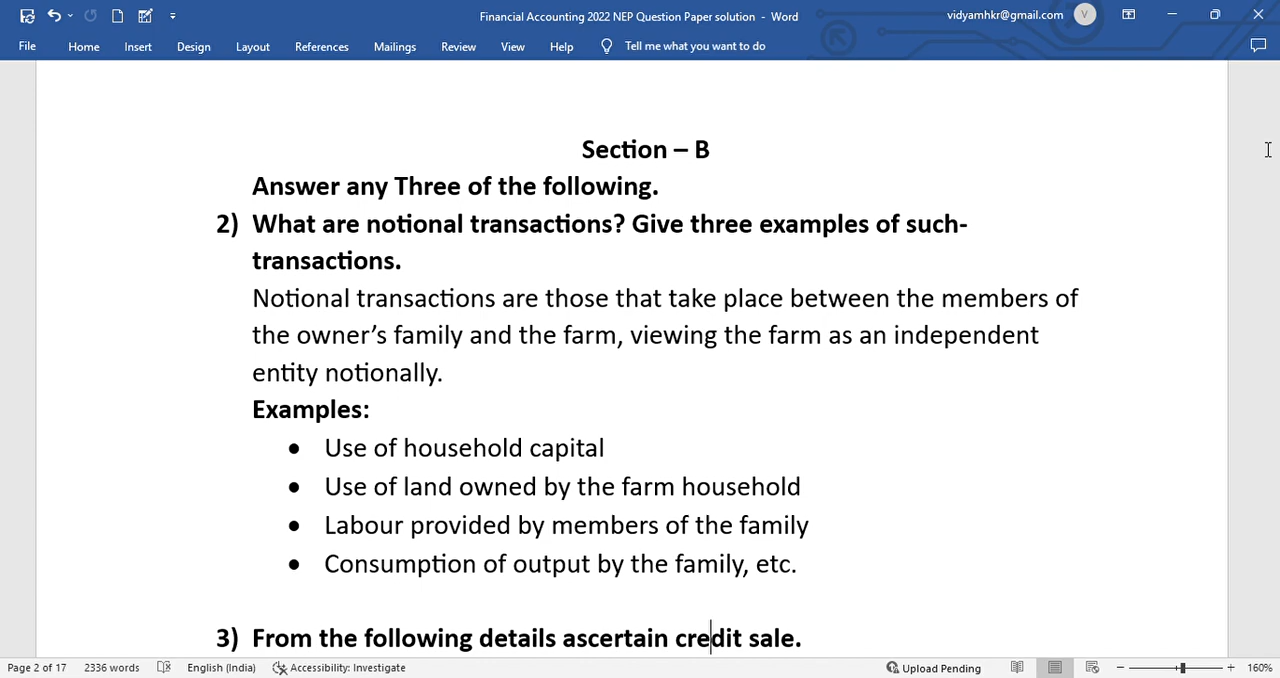 Financial Accounting 2022 NEP Question Paper solution - Word
vidyamhkr@gmail.com V
File Home Insert Design Layout References Mailings Review View Help Tell me what you want to do
Section – B
Answer any Three of the following.
2) What are notional transactions? Give three examples of such-
transactions.
Notional transactions are those that take place between the members of
the owner’s family and the farm, viewing the farm as an independent
entity notionally.
Examples:
• Use of household capital
• Use of land owned by the farm household
• Labour provided by members of the family
• Consumption of output by the family, etc.
3) From the following details ascertain credit sale.
Page 2 of 17 2336 words English (India) Accessibility: Investigate Upload Pending 160%